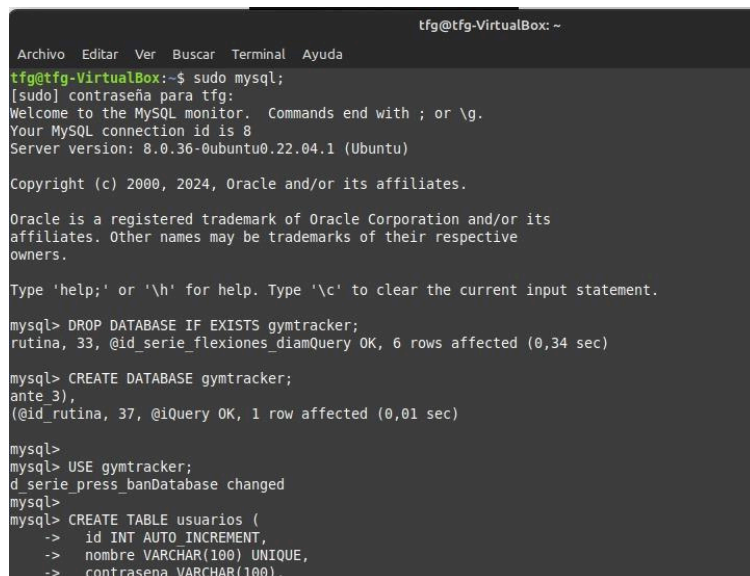 tfg@tfg-VirtualBox: ~
Archivo Editar Ver Buscar Terminal Ayuda
tfg@tfg-VirtualBox:~$ sudo mysql;
[sudo] contraseña para tfg:
Welcome to the MySQL monitor.  Commands end with ; or \g.
Your MySQL connection id is 8
Server version: 8.0.36-0ubuntu0.22.04.1 (Ubuntu)
Copyright (c) 2000, 2024, Oracle and/or its affiliates.
Oracle is a registered trademark of Oracle Corporation and/or its
affiliates. Other names may be trademarks of their respective
owners.
Type 'help;' or '\h' for help. Type '\c' to clear the current input statement.
mysql> DROP DATABASE IF EXISTS gymtracker;
rutina, 33, @id_serie_flexiones_diamQuery OK, 6 rows affected (0,34 sec)
mysql> CREATE DATABASE gymtracker;
ante_3),
(@id_rutina, 37, @iQuery OK, 1 row affected (0,01 sec)
mysql>
mysql> USE gymtracker;
d_serie_press_banDatabase changed
mysql>
mysql> CREATE TABLE usuarios (
    ->   id INT AUTO_INCREMENT,
    ->   nombre VARCHAR(100) UNIQUE,
    ->   contrasena VARCHAR(100),